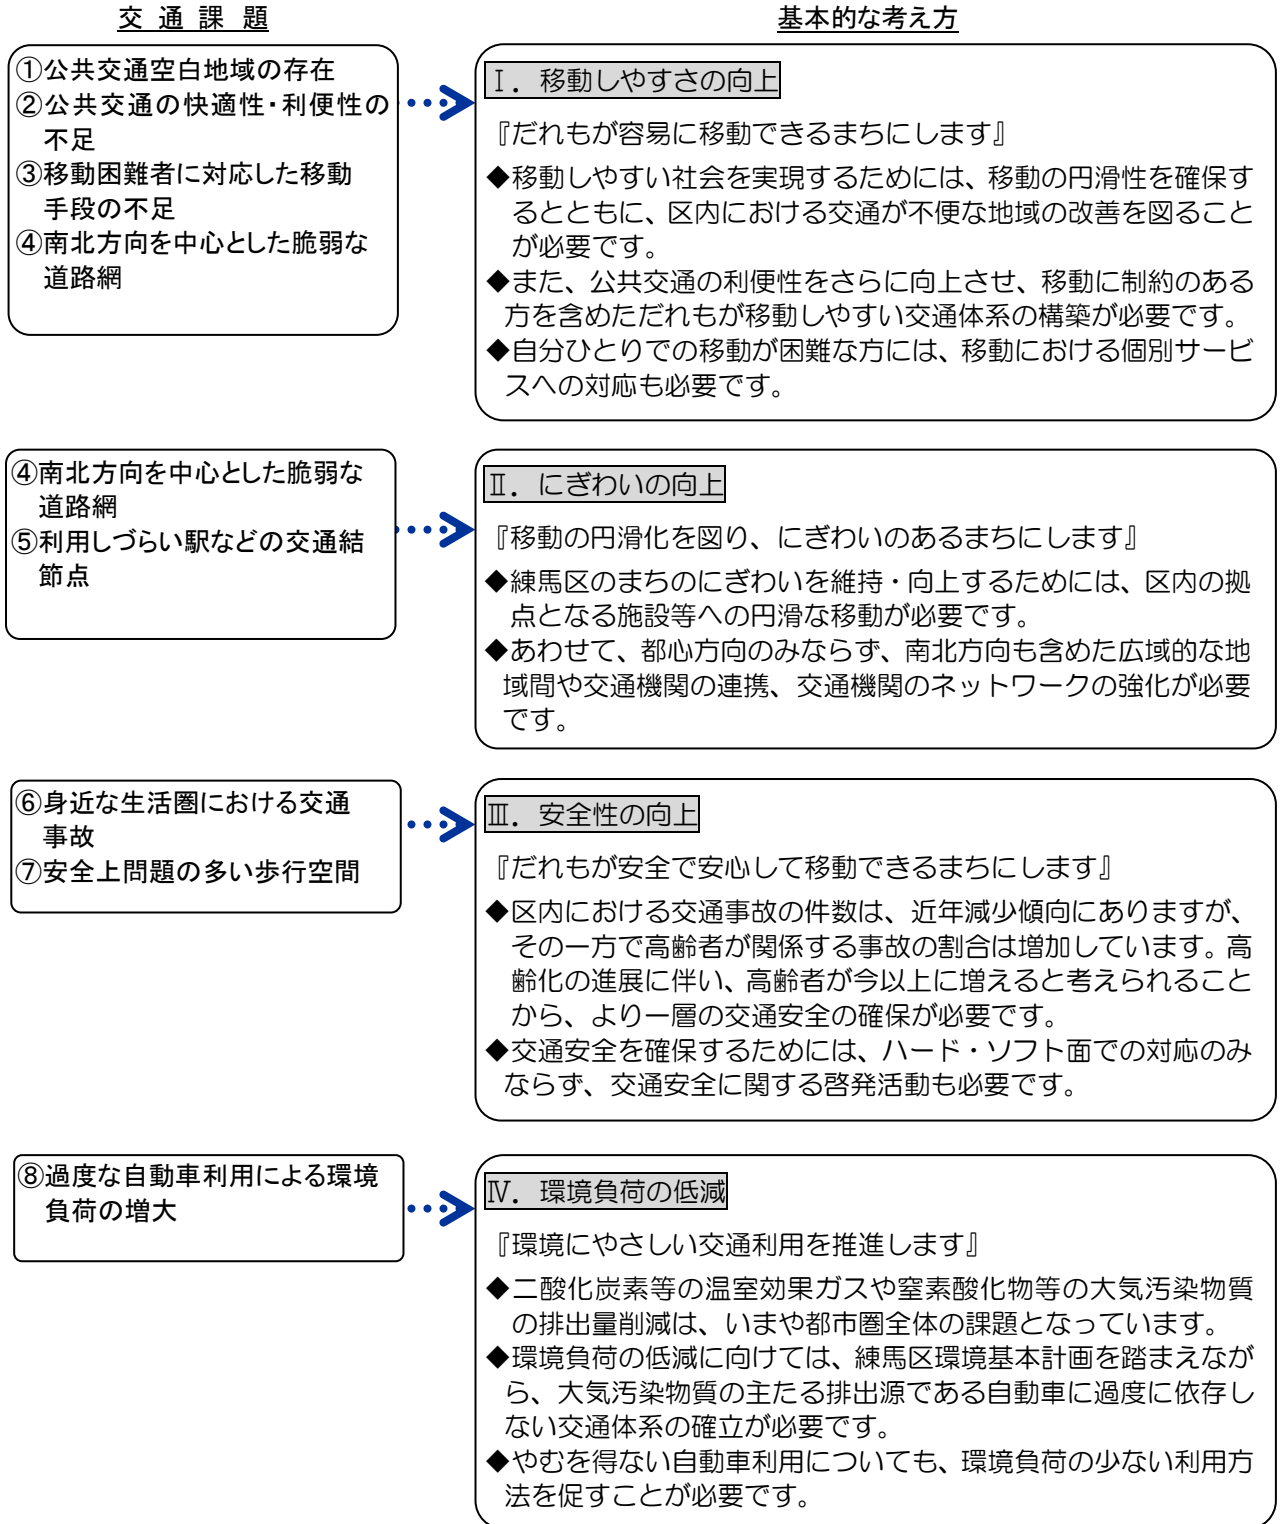 交 通 課 題
基本的な考え方
①公共交通空白地域の存在
②公共交通の快適性・利便性の
不足
③移動困難者に対応した移動
手段の不足
④南北方向を中心とした脆弱な
道路網
Ⅰ．移動しやすさの向上
『だれもが容易に移動できるまちにします』
◆移動しやすい社会を実現するためには、移動の円滑性を確保す
るとともに、区内における交通が不便な地域の改善を図ること
が必要です。
◆また、公共交通の利便性をさらに向上させ、移動に制約のある
方を含めただれもが移動しやすい交通体系の構築が必要です。
◆自分ひとりでの移動が困難な方には、移動における個別サービ
スへの対応も必要です。
④南北方向を中心とした脆弱な
道路網
⑤利用しづらい駅などの交通結
節点
Ⅱ．にぎわいの向上
『移動の円滑化を図り、にぎわいのあるまちにします』
◆練馬区のまちのにぎわいを維持・向上するためには、区内の拠
点となる施設等への円滑な移動が必要です。
◆あわせて、都心方向のみならず、南北方向も含めた広域的な地
域間や交通機関の連携、交通機関のネットワークの強化が必要
です。
⑥身近な生活圏における交通
事故
⑦安全上問題の多い歩行空間
Ⅲ．安全性の向上
『だれもが安全で安心して移動できるまちにします』
◆区内における交通事故の件数は、近年減少傾向にありますが、
その一方で高齢者が関係する事故の割合は増加しています。高
齢化の進展に伴い、高齢者が今以上に増えると考えられること
から、より一層の交通安全の確保が必要です。
◆交通安全を確保するためには、ハード・ソフト面での対応のみ
ならず、交通安全に関する啓発活動も必要です。
⑧過度な自動車利用による環境
負荷の増大
Ⅳ．環境負荷の低減
『環境にやさしい交通利用を推進します』
◆二酸化炭素等の温室効果ガスや窒素酸化物等の大気汚染物質
の排出量削減は、いまや都市圏全体の課題となっています。
◆環境負荷の低減に向けては、練馬区環境基本計画を踏まえなが
ら、大気汚染物質の主たる排出源である自動車に過度に依存し
ない交通体系の確立が必要です。
◆やむを得ない自動車利用についても、環境負荷の少ない利用方
法を促すことが必要です。